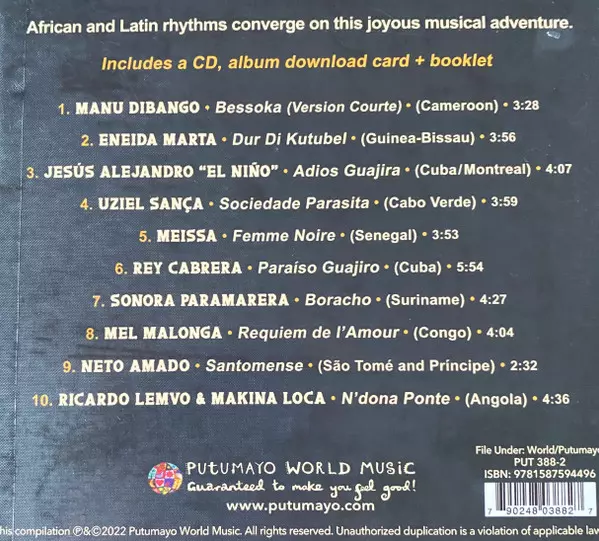 African and Latin rhythms converge on this joyous musical adventure.
Includes a CD, album download card + booklet
1. MANU DIBANGO • Bessoka (Version Courte) • (Cameroon) • 3:28
2. ENEIDA MARTA • Dur Di Kutubel • (Guinea-Bissau) • 3:56
3. JESÚS ALEJANDRO “EL NIÑO” • Adios Guajira • (Cuba/Montreal) • 4:07
4. UZIEL SANÇA • Sociedade Parasita • (Cabo Verde) • 3:59
5. MEISSA • Femme Noire • (Senegal) • 3:53
6. REY CABRERA • Paraíso Guajiro • (Cuba) • 5:54
7. SONORA PARAMARERA • Boracho • (Suriname) • 4:27
8. MEL MALONGA • Requiem de l’Amour • (Congo) • 4:04
9. NETO AMADO • Santomense • (São Tomé and Príncipe) • 2:32
10. RICARDO LEMVO & MAKINA LOCA • N’dona Ponte • (Angola) • 4:36
PUTUMAYO WORLD MUSIC
Guaranteed to make you feel good!
www.putumayo.com
File Under: World/Putumayo
PUT 388-2
ISBN: 9781587594496
7 90248 03882 7
this compilation ℗&©2022 Putumayo World Music. All rights reserved. Unauthorized duplication is a violation of applicable law